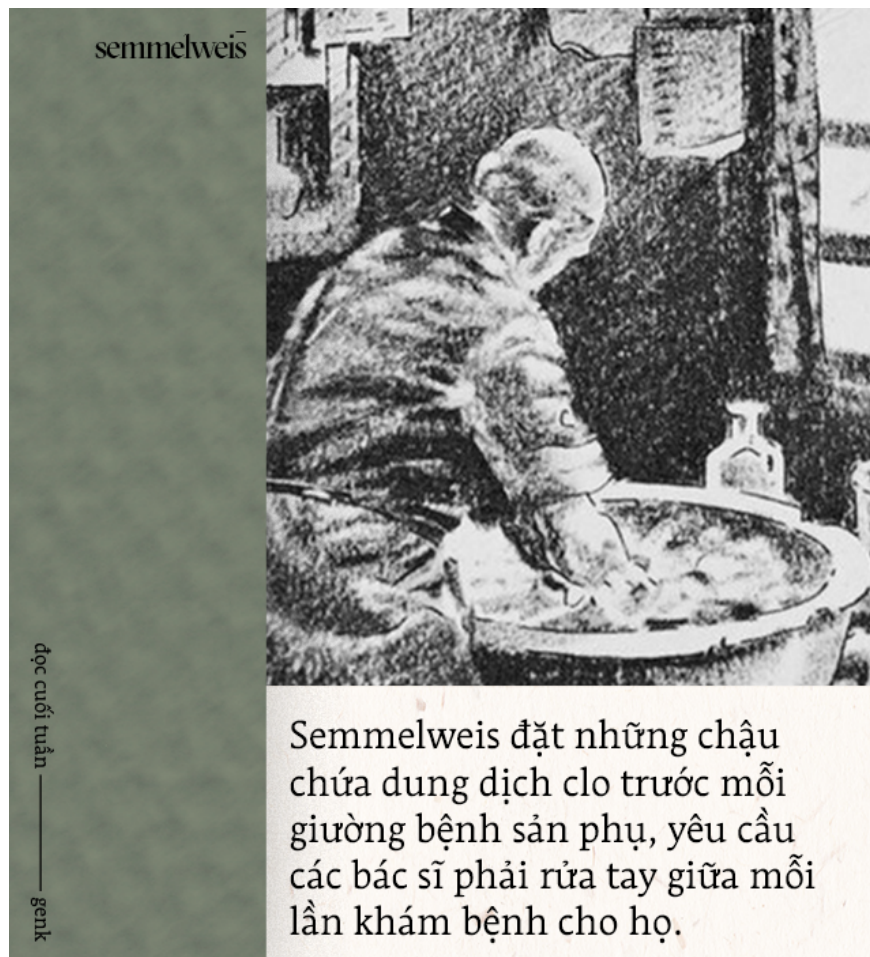 semmelweis
Semmelweis đặt những chậu
chứa dung dịch clo trước mỗi
giường bệnh sản phụ, yêu cầu
các bác sĩ phải rửa tay giữa mỗi
lần khám bệnh cho họ.
đọc cuối tuần
genk